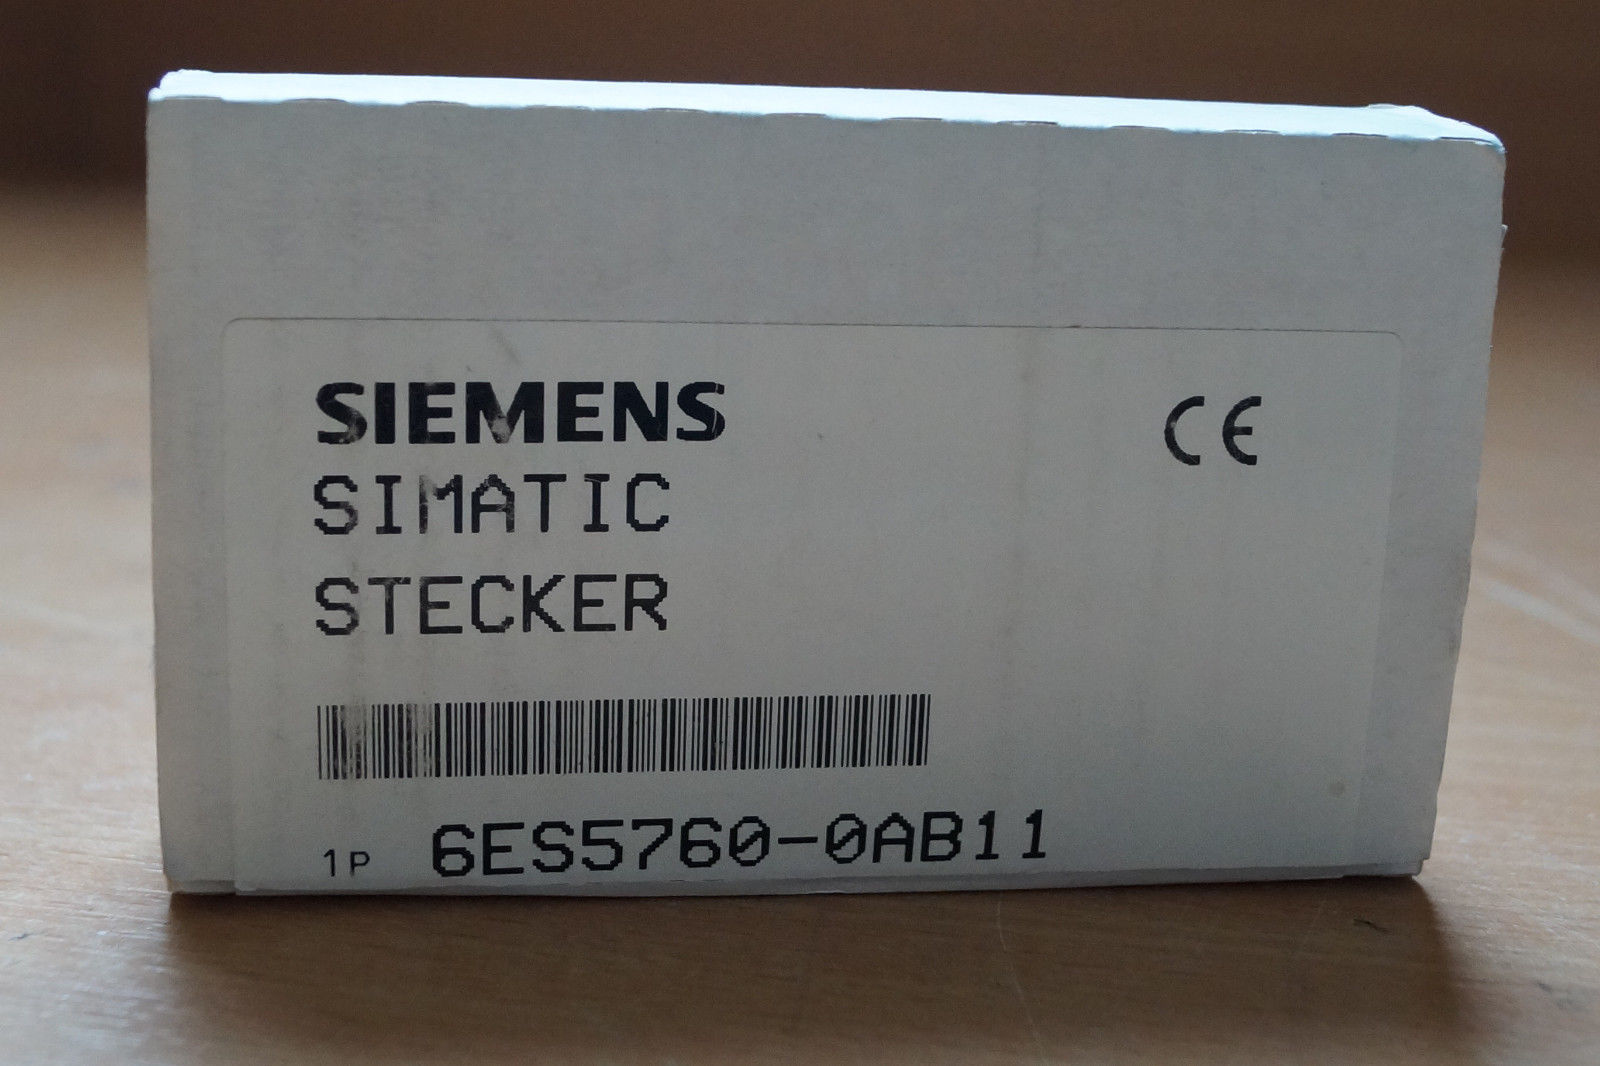 SIEMENS
CE
SIMATIC
STECKER
1P 6ES5760-0AB11